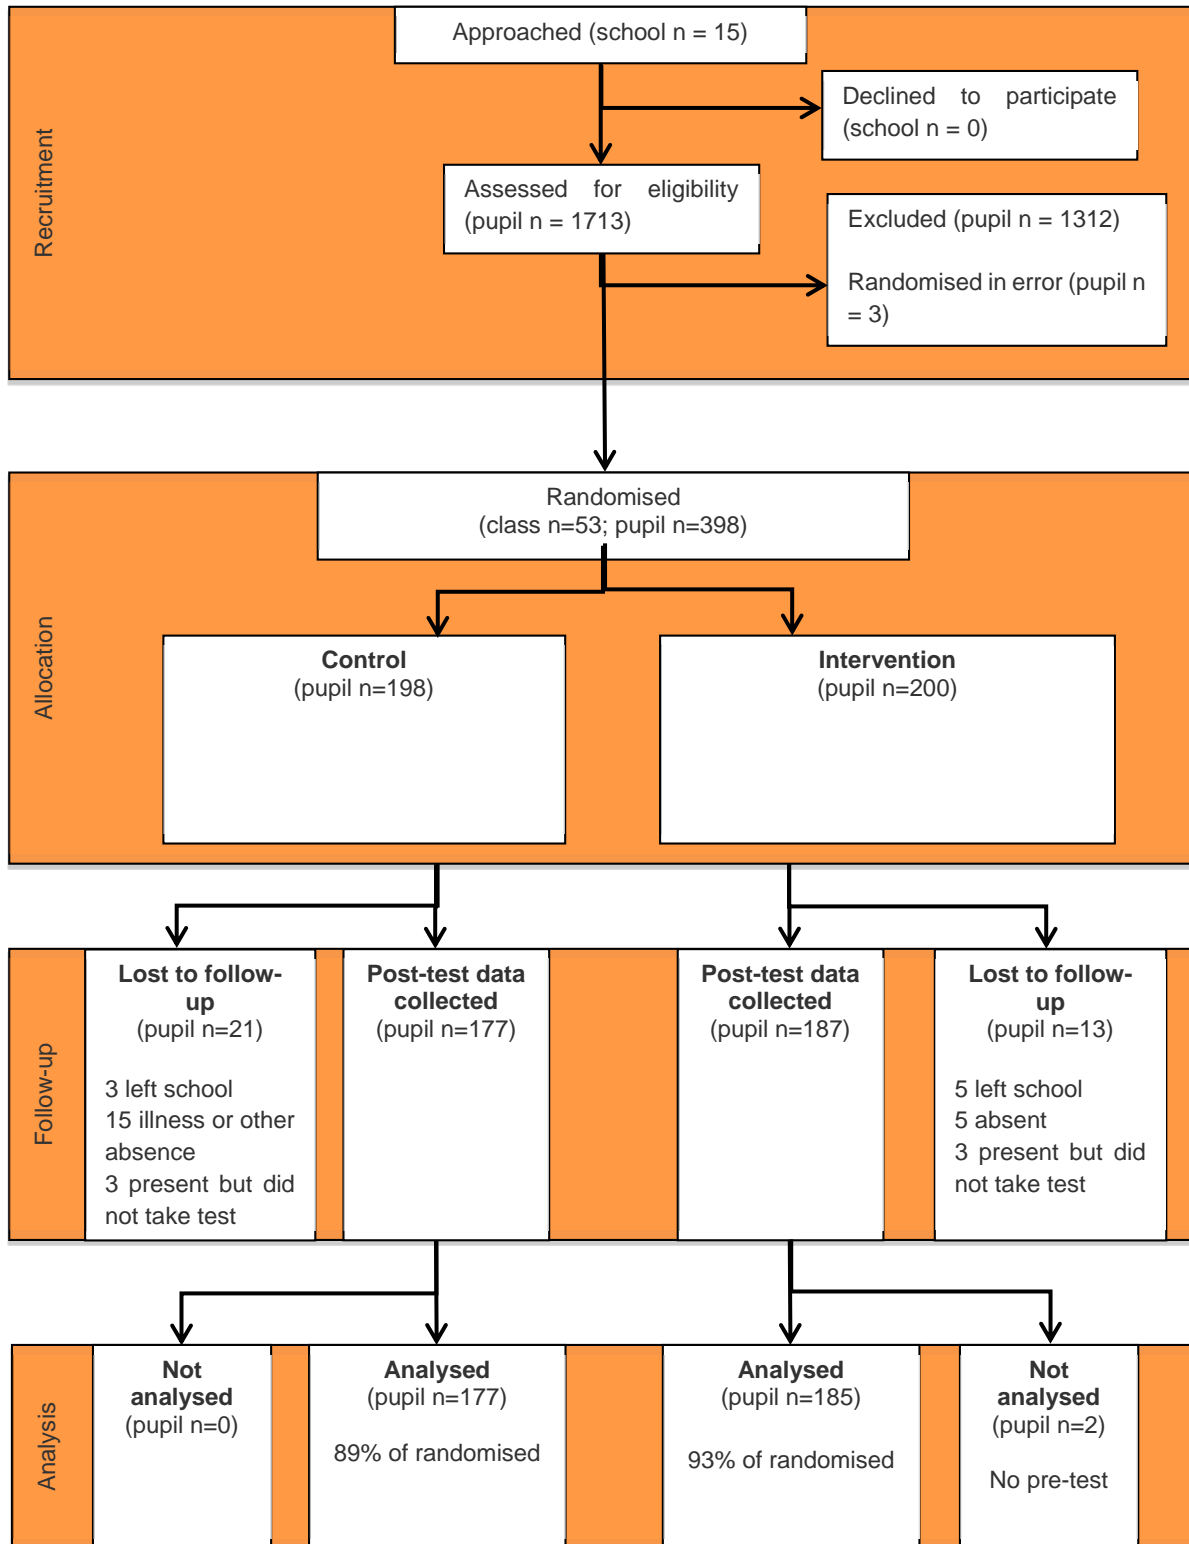 Recruitment
Approached (school n = 15)
Declined to participate
(school n = 0)
Assessed for eligibility
(pupil n = 1713)
Excluded (pupil n = 1312)
Randomised in error (pupil n
= 3)
Allocation
Randomised
(class n=53; pupil n=398)
Control
(pupil n=198)
Intervention
(pupil n=200)
Follow-up
Lost to follow-
up
(pupil n=21)
3 left school
15 illness or other
absence
3 present but did
not take test
Post-test data
collected
(pupil n=177)
Post-test data
collected
(pupil n=187)
Lost to follow-
up
(pupil n=13)
5 left school
5 absent
3 present but did
not take test
Analysis
Not
analysed
(pupil n=0)
Analysed
(pupil n=177)
89% of randomised
Analysed
(pupil n=185)
93% of randomised
Not
analysed
(pupil n=2)
No pre-test